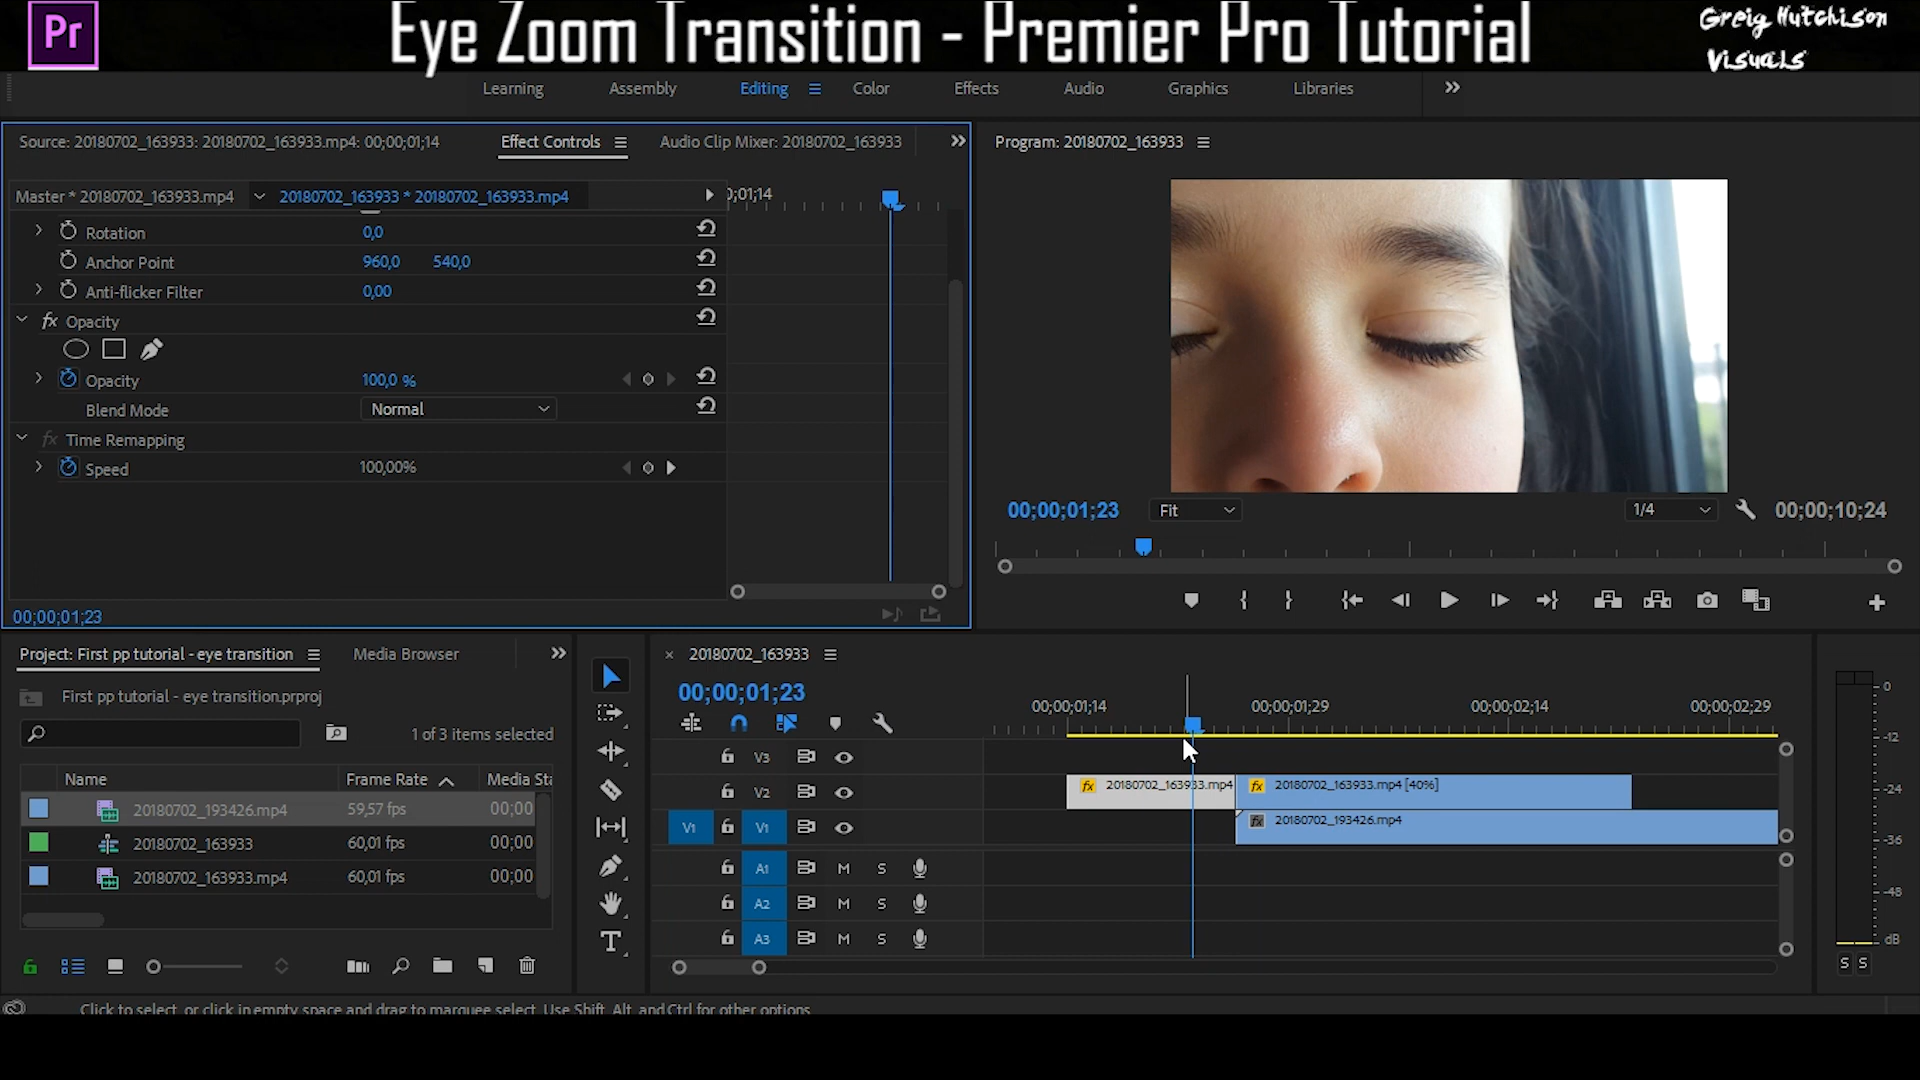 Pr
Eye Zoom Transition - Premier Pro Tutorial
Greig Hutchison
Visuals
Learning
Assembly
Editing
Color
Effects
Audio
Graphics
Libraries
Source: 20180702_163933: 20180702_163933.mp4: 00;00;01;14
Effect Controls
Audio Clip Mixer: 20180702_163933
Program: 20180702_163933
Master * 20180702_163933.mp4
20180702_163933 * 20180702_163933.mp4
0;01;14
Rotation
0,0
Anchor Point
960,0
540,0
Anti-flicker Filter
0,00
fx Opacity
Opacity
100,0 %
Blend Mode
Normal
fx Time Remapping
Speed
100,00%
00;00;01;23
00;00;01;23
Fit
1/4
00;00;10;24
Project: First pp tutorial - eye transition
Media Browser
First pp tutorial - eye transition.prproj
1 of 3 items selected
Name
Frame Rate
Media Sta
20180702_193426.mp4
59,57 fps
00;00
20180702_163933
60,01 fps
00;00
20180702_163933.mp4
60,01 fps
00;00
× 20180702_163933
00;00;01;23
00;00;01;14
00;00;01;29
00;00;02;14
00;00;02;29
V3
V2
fx 20180702_163933.mp4
fx 20180702_163933.mp4 [40%]
V1
V1
fx 20180702_193426.mp4
A1 M S
A2 M S
A3 M S
0
-12
-24
-36
-48
dB
S S
T
Click to select, or click in empty space and drag to marquee select. Use Shift, Alt, and Ctrl for other options.